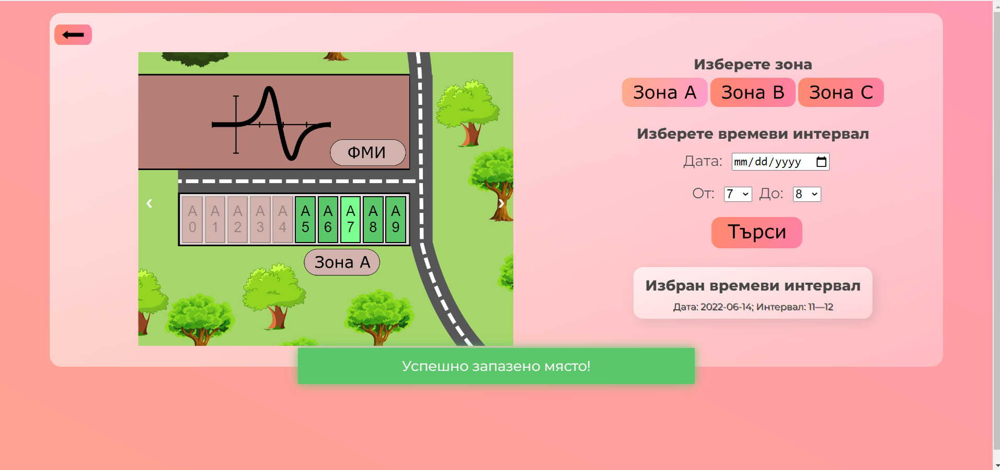 Изберете зона
Зона A Зона B Зона C
ФМИ
Изберете времеви интервал
Дата: mm/dd/yyyy
От: 7 До: 8
A0 A1 A2 A3 A4 A5 A6 A7 A8 A9
Търси
Зона A
Избран времеви интервал
Дата: 2022-06-14; Интервал: 11—12
Успешно запазено място!